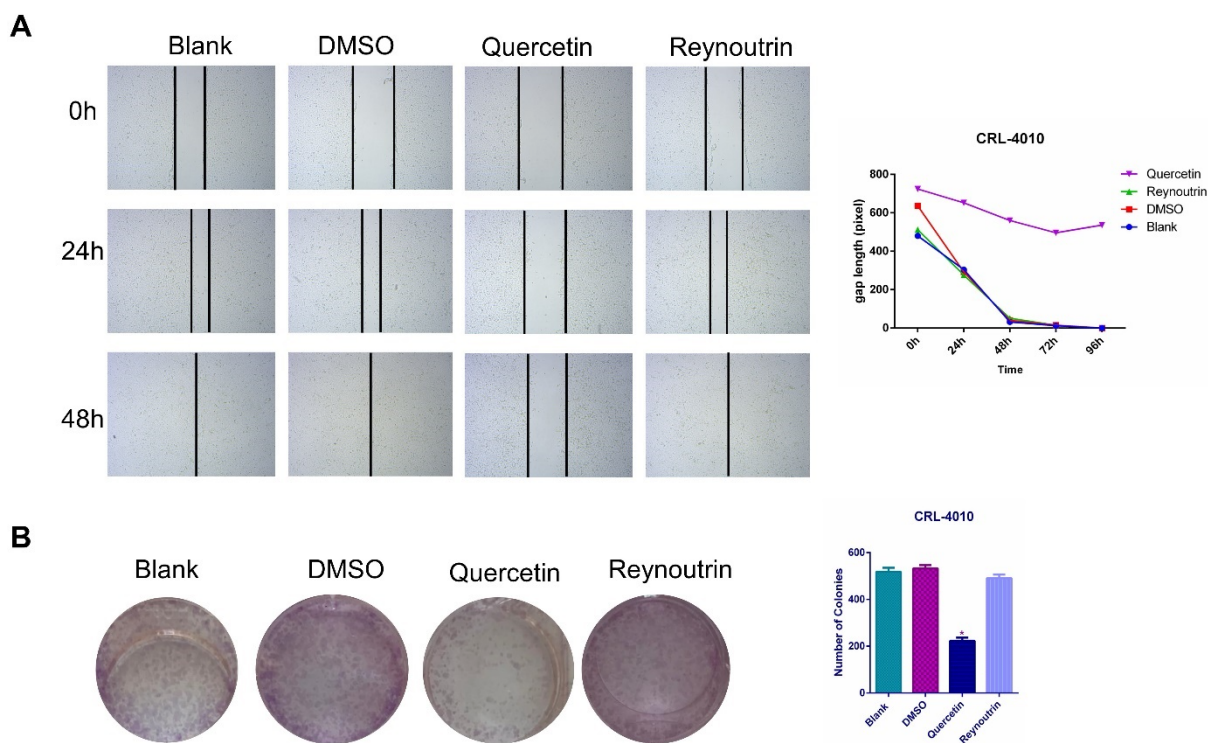 A
Blank DMSO Quercetin Reynoutrin
0h
24h
48h
CRL-4010
Quercetin
Reynoutrin
DMSO
Blank
gap length (pixel)
800
600
400
200
0
0h 24h 48h 72h 96h
Time
B
Blank DMSO Quercetin Reynoutrin
CRL-4010
Number of Colonies
600
400
200
0
*
Blank DMSO Quercetin Reynoutrin